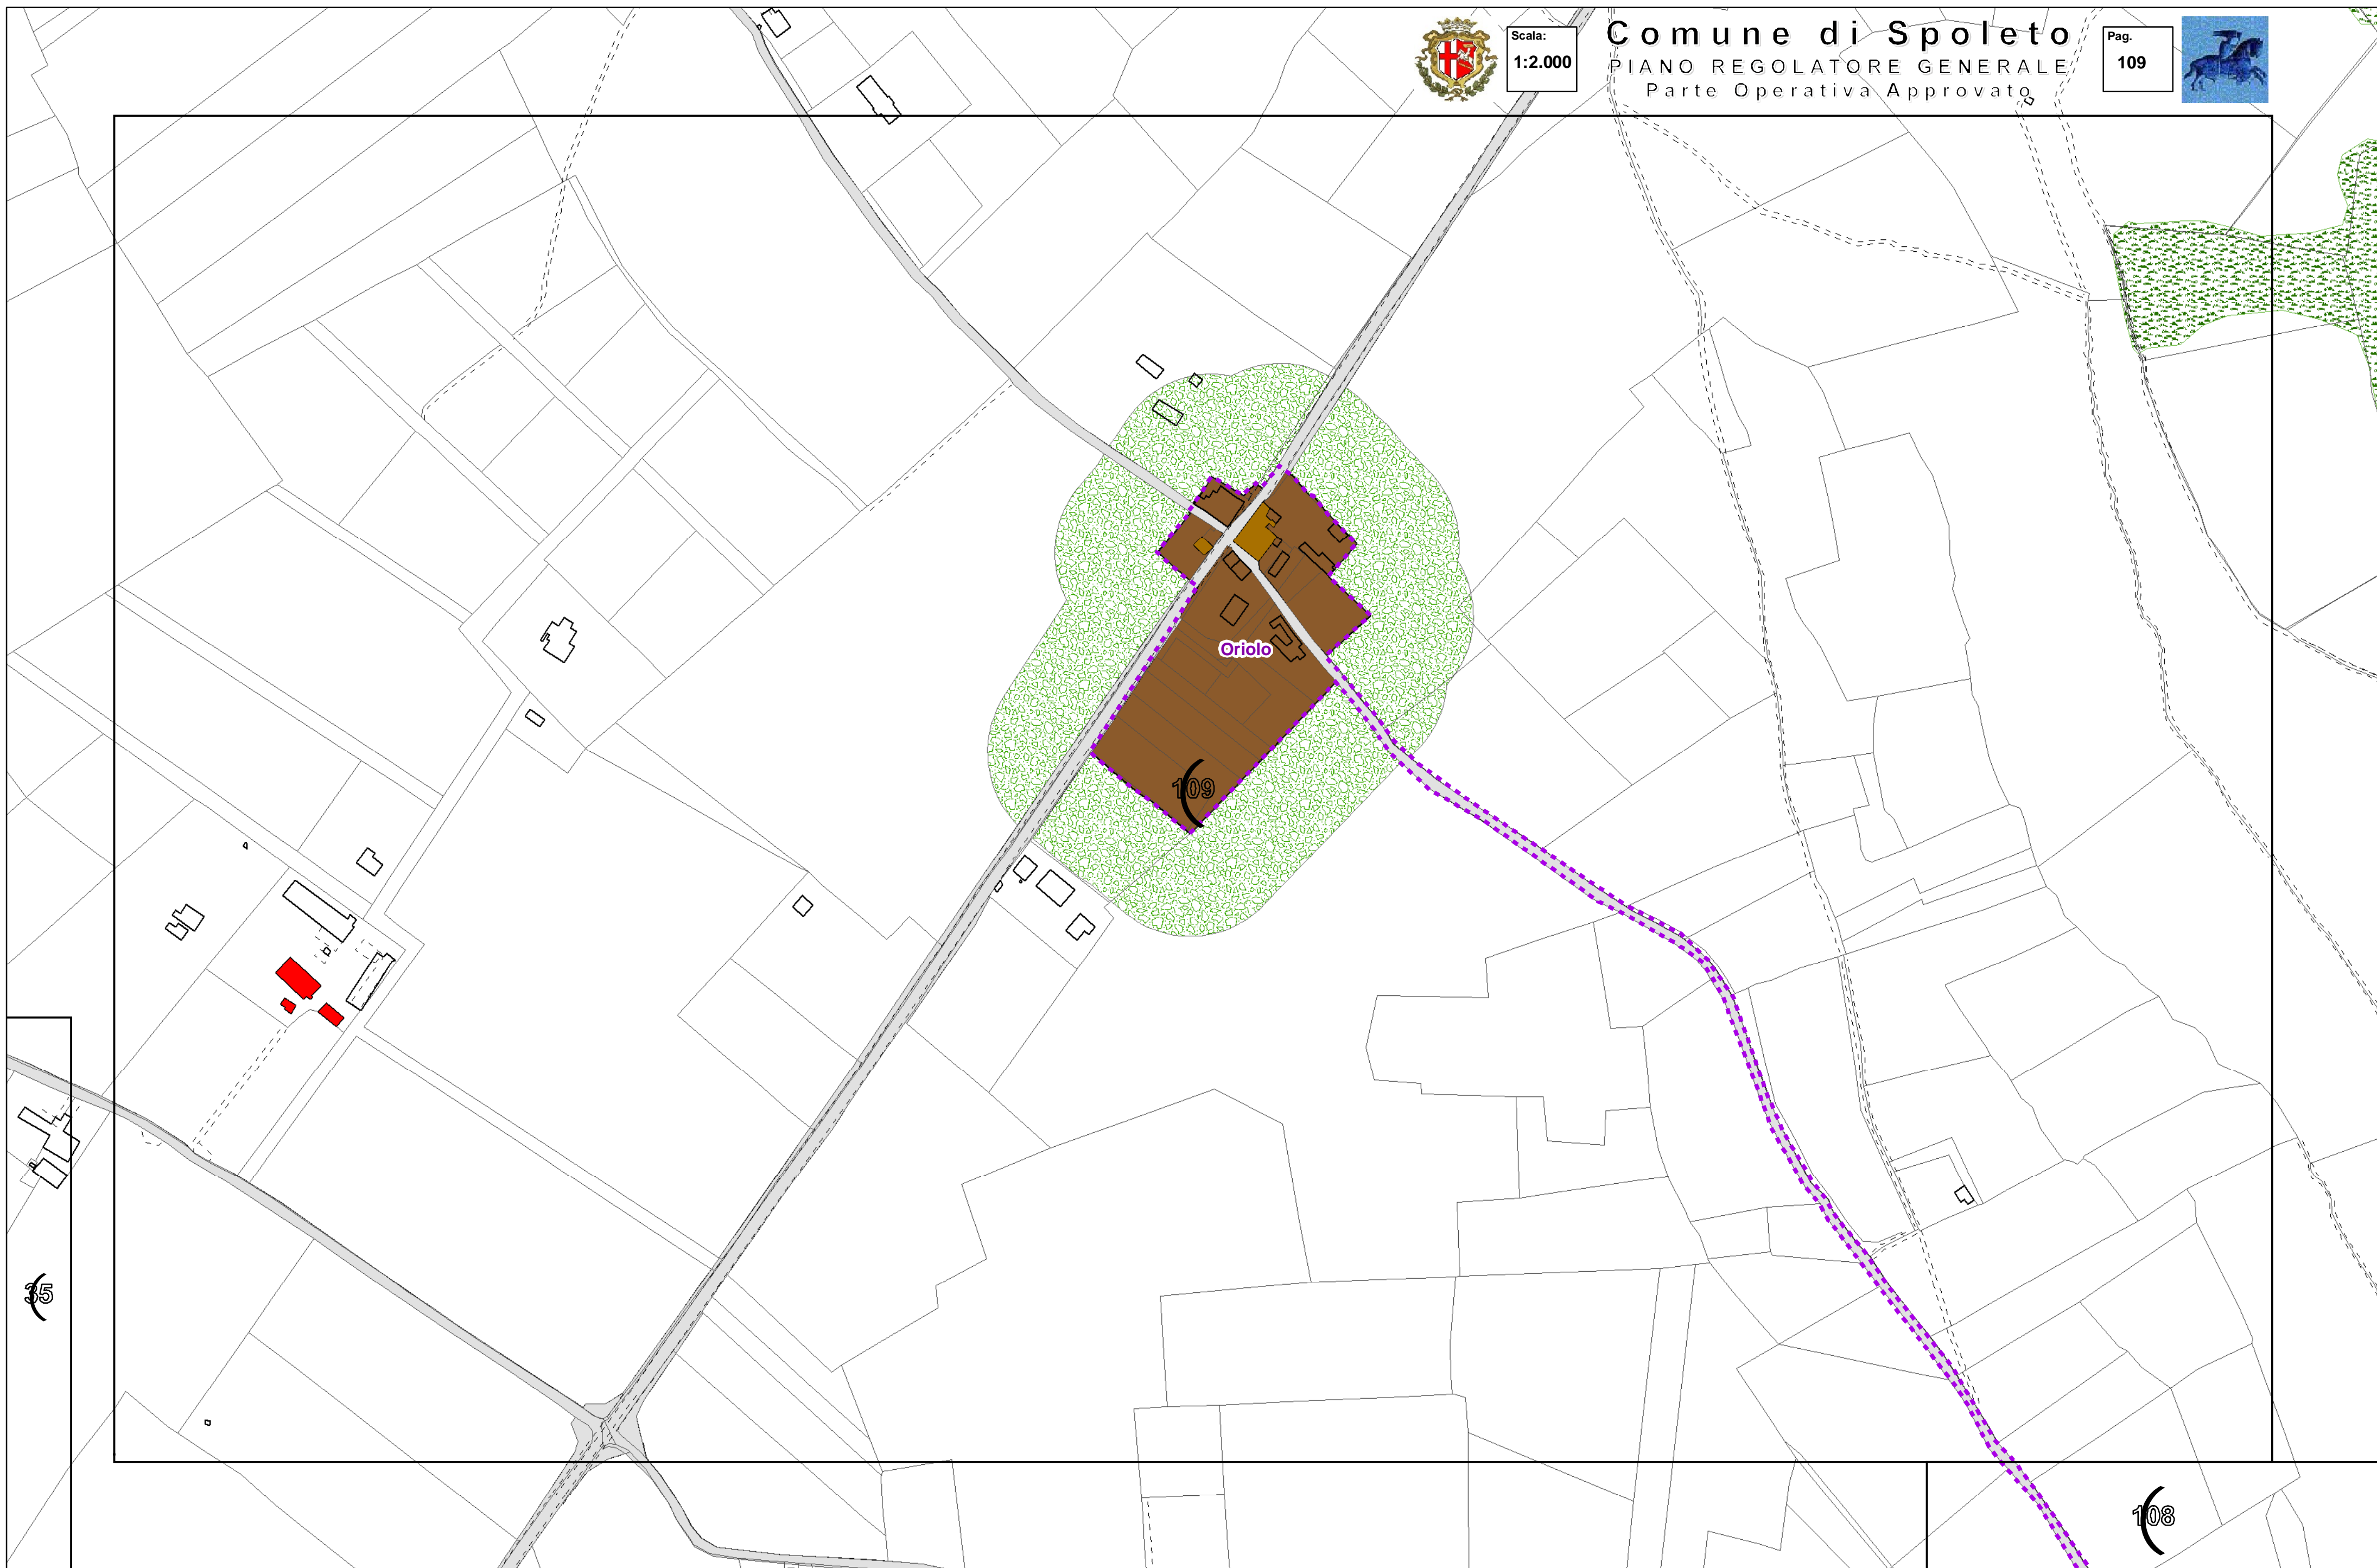 Scala:
1:2.000
Comune di Spoleto
PIANO REGOLATORE GENERALE
Parte Operativa Approvato
Pag.
109
Oriolo
109
35
108